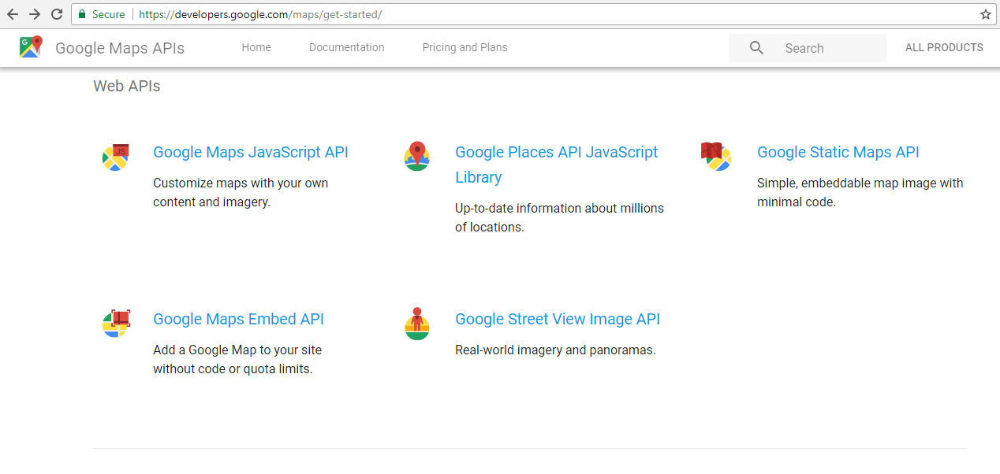 Secure https://developers.google.com/maps/get-started/
G Google Maps APIs Home Documentation Pricing and Plans Search ALL PRODUCTS
Web APIs
JS
Google Maps JavaScript API
Customize maps with your own
content and imagery.
Google Places API JavaScript
Library
Up-to-date information about millions
of locations.
Google Static Maps API
Simple, embeddable map image with
minimal code.
Google Maps Embed API
Add a Google Map to your site
without code or quota limits.
Google Street View Image API
Real-world imagery and panoramas.